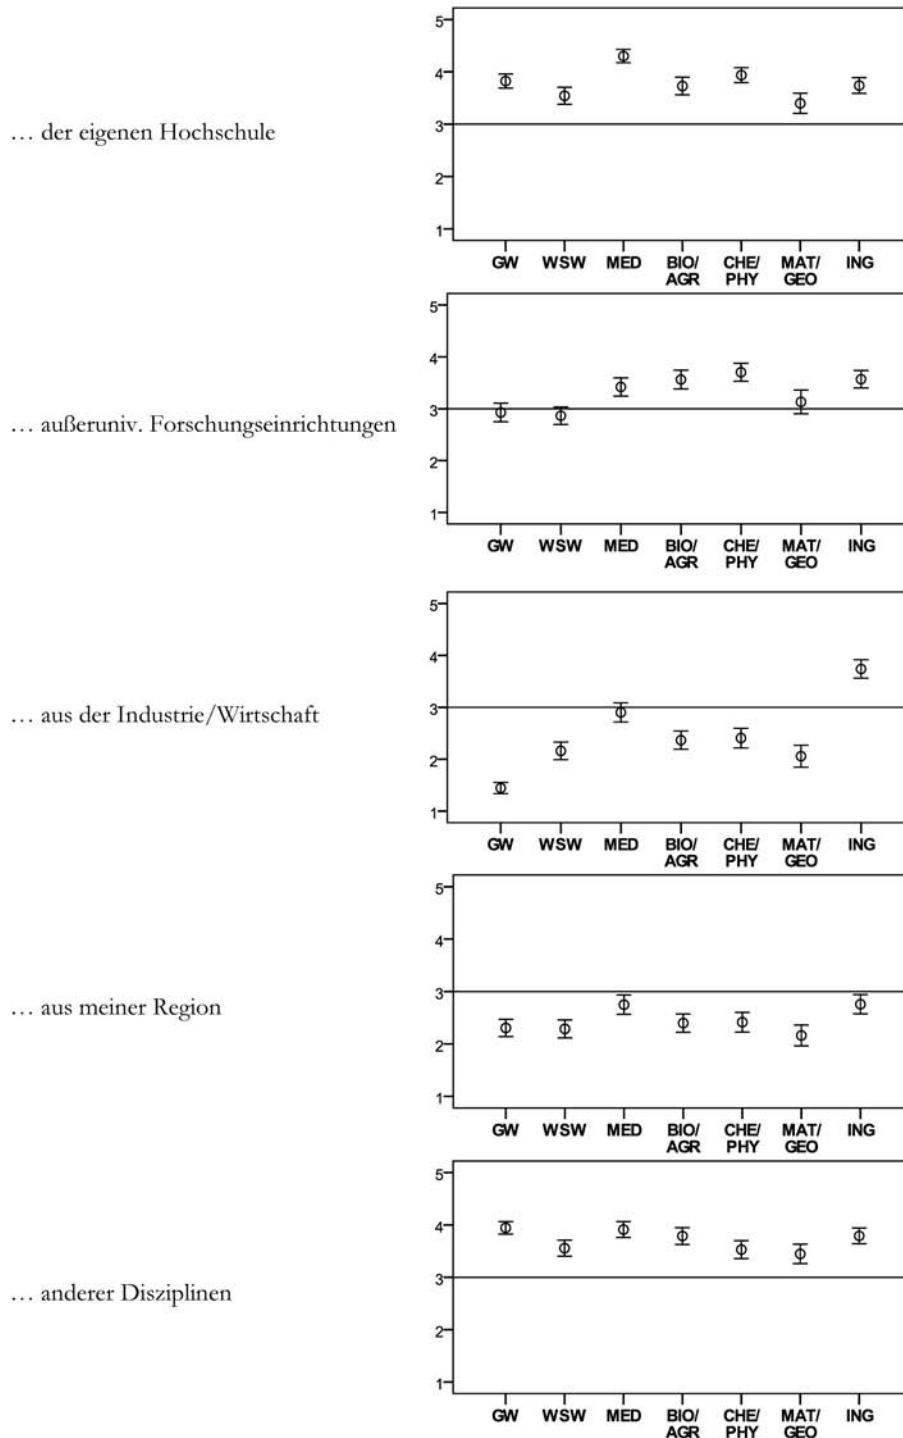 5
4
… der eigenen Hochschule
3
2
1
GW WSW MED BIO/ CHE/ MAT/ ING
AGR PHY GEO
5
4
3
… außeruniv. Forschungseinrichtungen
2
1
GW WSW MED BIO/ CHE/ MAT/ ING
AGR PHY GEO
5
4
… aus der Industrie/Wirtschaft
3
2
1
GW WSW MED BIO/ CHE/ MAT/ ING
AGR PHY GEO
5
4
3
… aus meiner Region
2
1
GW WSW MED BIO/ CHE/ MAT/ ING
AGR PHY GEO
5
4
3
… anderer Disziplinen
2
1
GW WSW MED BIO/ CHE/ MAT/ ING
AGR PHY GEO